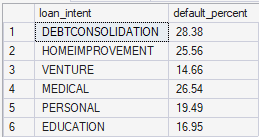 loan_intent default_percent
1 DEBTCONSOLIDATION 28.38
2 HOMEIMPROVEMENT 25.56
3 VENTURE 14.66
4 MEDICAL 26.54
5 PERSONAL 19.49
6 EDUCATION 16.95